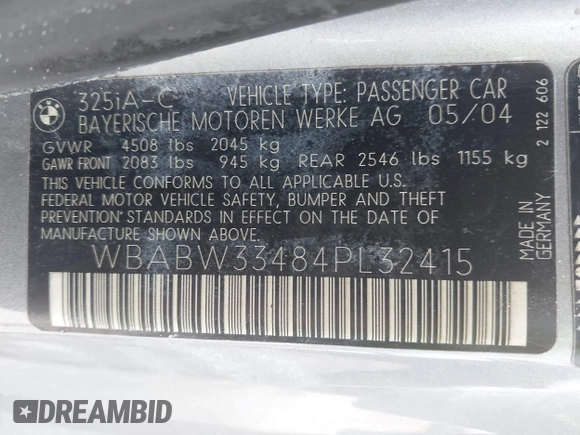 BMW
325iA-C VEHICLE TYPE: PASSENGER CAR
BAYERISCHE MOTOREN WERKE AG 05/04
GVWR 4508 lbs 2045 kg
GAWR FRONT 2083 lbs 945 kg REAR 2546 lbs 1155 kg
THIS VEHICLE CONFORMS TO ALL APPLICABLE U.S.
FEDERAL MOTOR VEHICLE SAFETY, BUMPER AND THEFT
PREVENTION STANDARDS IN EFFECT ON THE DATE OF
MANUFACTURE SHOWN ABOVE.
WBABW33484PL32415
MADE IN
GERMANY
2 122 606
DREAMBID